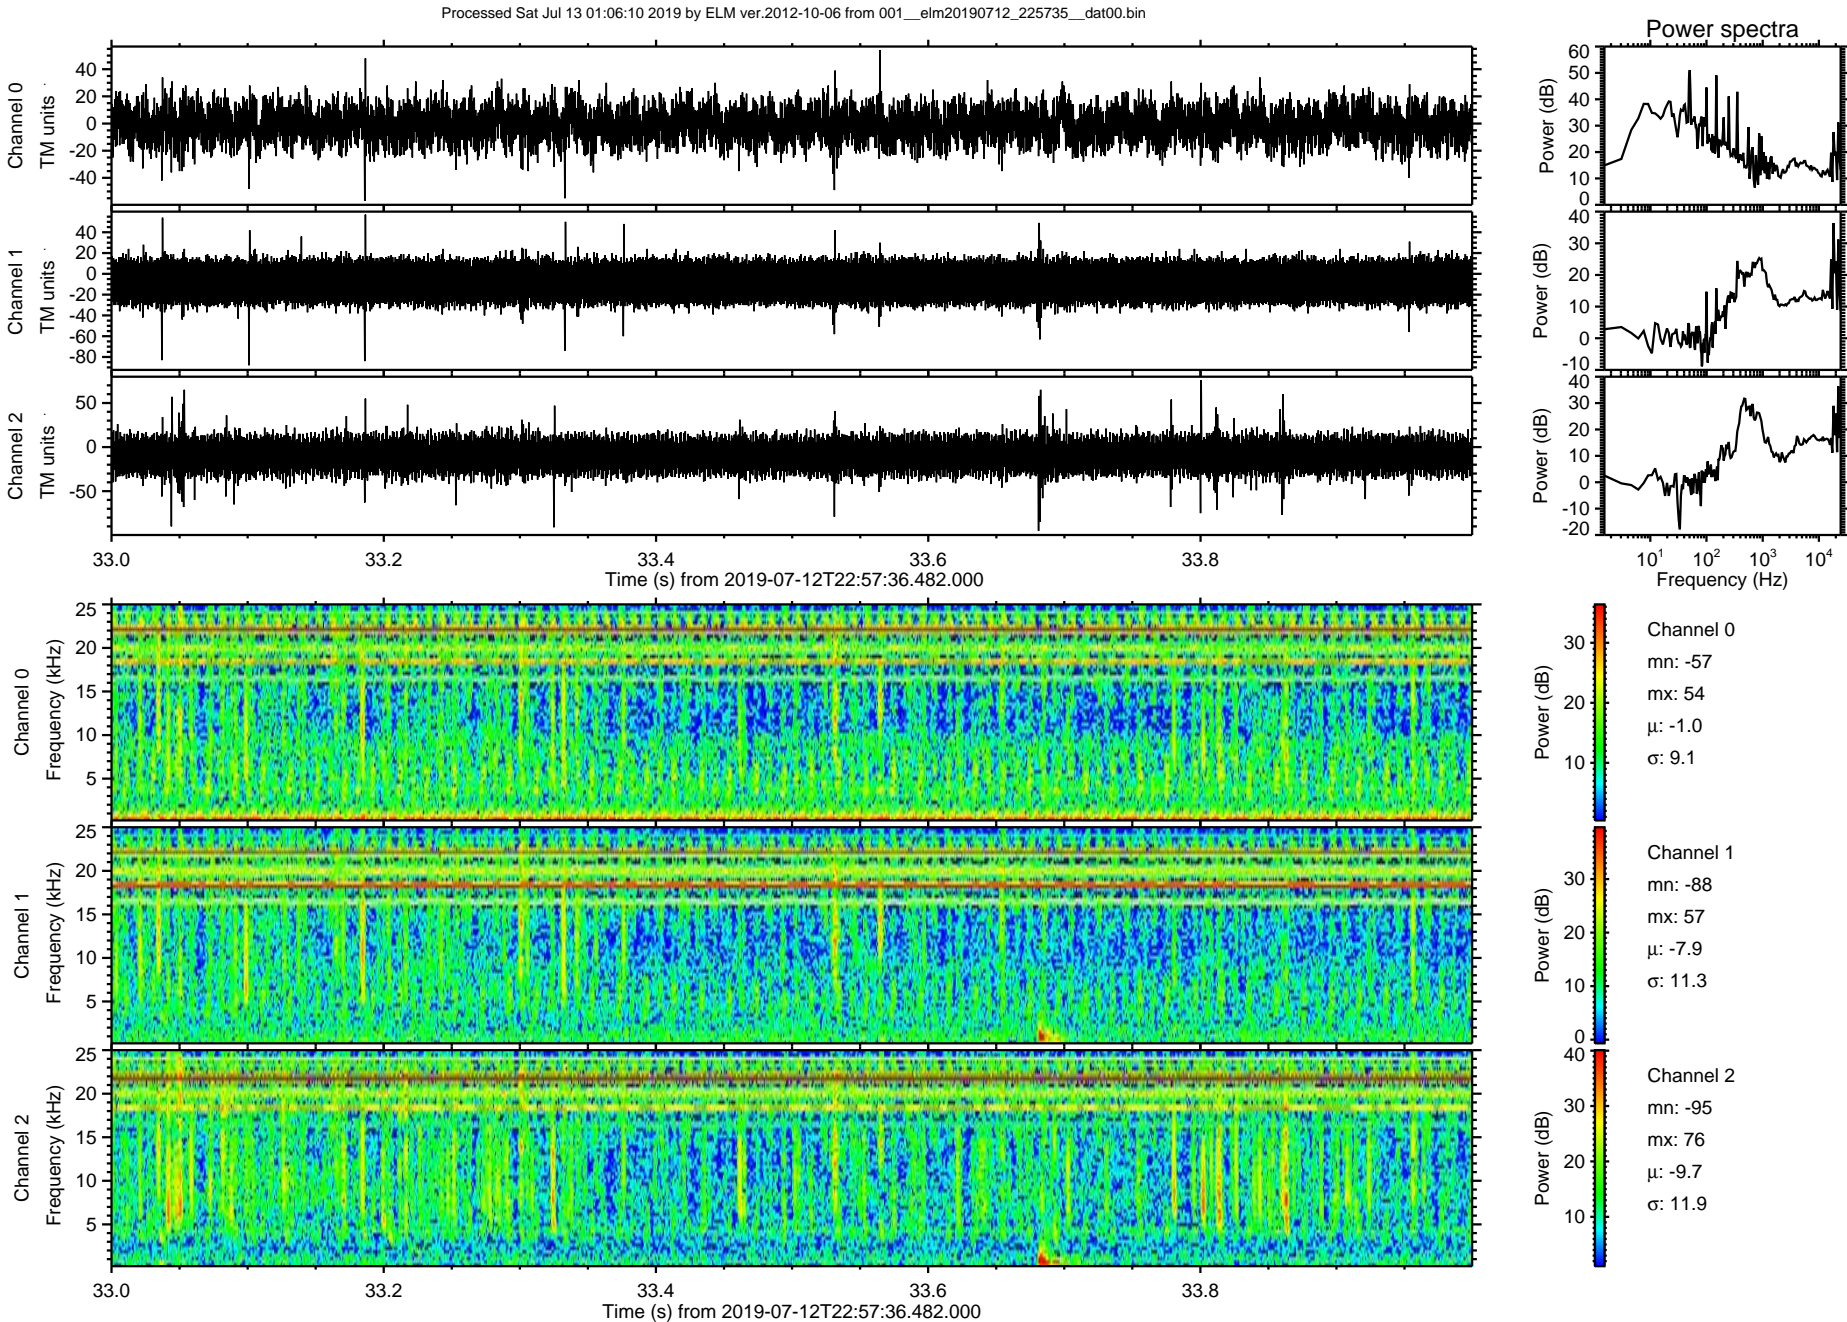 Processed Sat Jul 13 01:06:10 2019 by ELM ver.2012-10-06 from 001__elm20190712_225735__dat00.bin
Power spectra
Channel 0
TM units
40
20
0
-20
-40
Power (dB)
60
50
40
30
20
10
0
Channel 1
TM units
40
20
0
-20
-40
-60
-80
Power (dB)
40
30
20
10
0
-10
Channel 2
TM units
50
0
-50
Power (dB)
40
30
20
10
0
-10
-20
33.0 33.2 33.4 33.6 33.8
Time (s) from 2019-07-12T22:57:36.482.000
10^1 10^2 10^3 10^4
Frequency (Hz)
Channel 0
Frequency (kHz)
25
20
15
10
5
Power (dB)
30
20
10
Channel 0
mn: -57
mx: 54
μ: -1.0
σ: 9.1
Channel 1
Frequency (kHz)
25
20
15
10
5
Power (dB)
30
20
10
0
Channel 1
mn: -88
mx: 57
μ: -7.9
σ: 11.3
Channel 2
Frequency (kHz)
25
20
15
10
5
Power (dB)
40
30
20
10
Channel 2
mn: -95
mx: 76
μ: -9.7
σ: 11.9
33.0 33.2 33.4 33.6 33.8
Time (s) from 2019-07-12T22:57:36.482.000